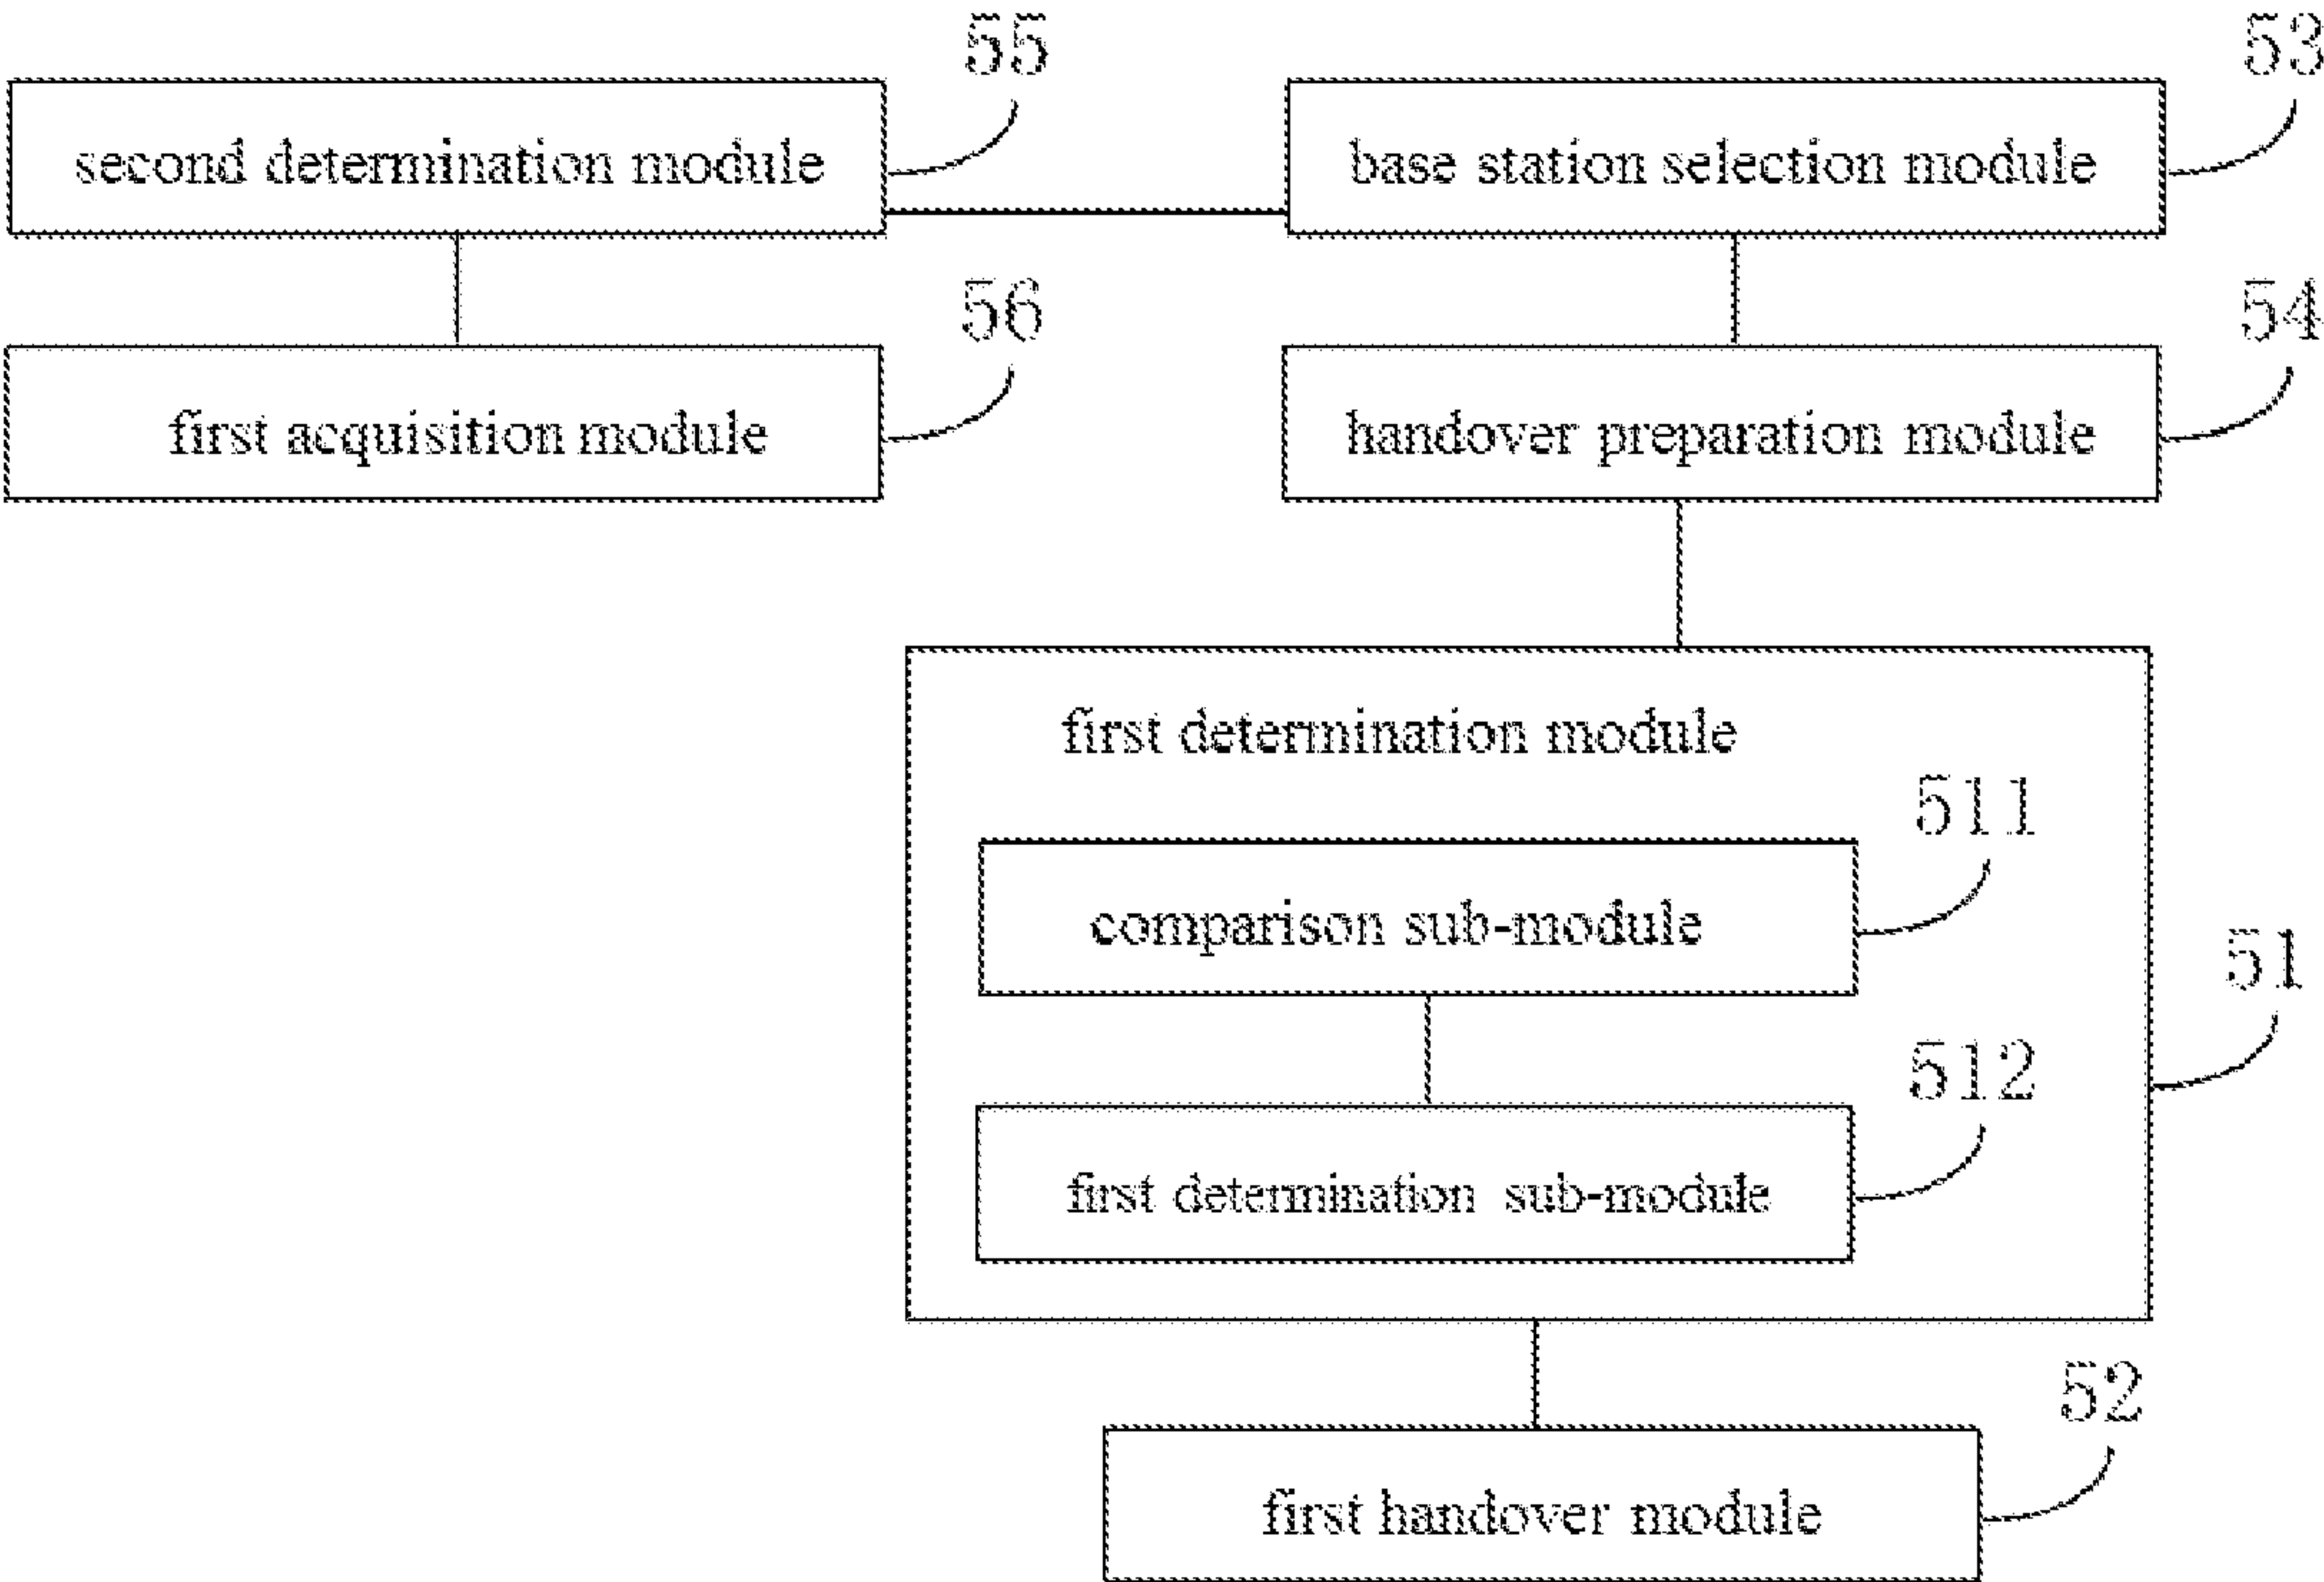 55
53
second determination module
base station selection module
56
54
first acquisition module
handover preparation module
first determination module
511
comparison sub-module
51
512
first determination sub-module
52
first handover module